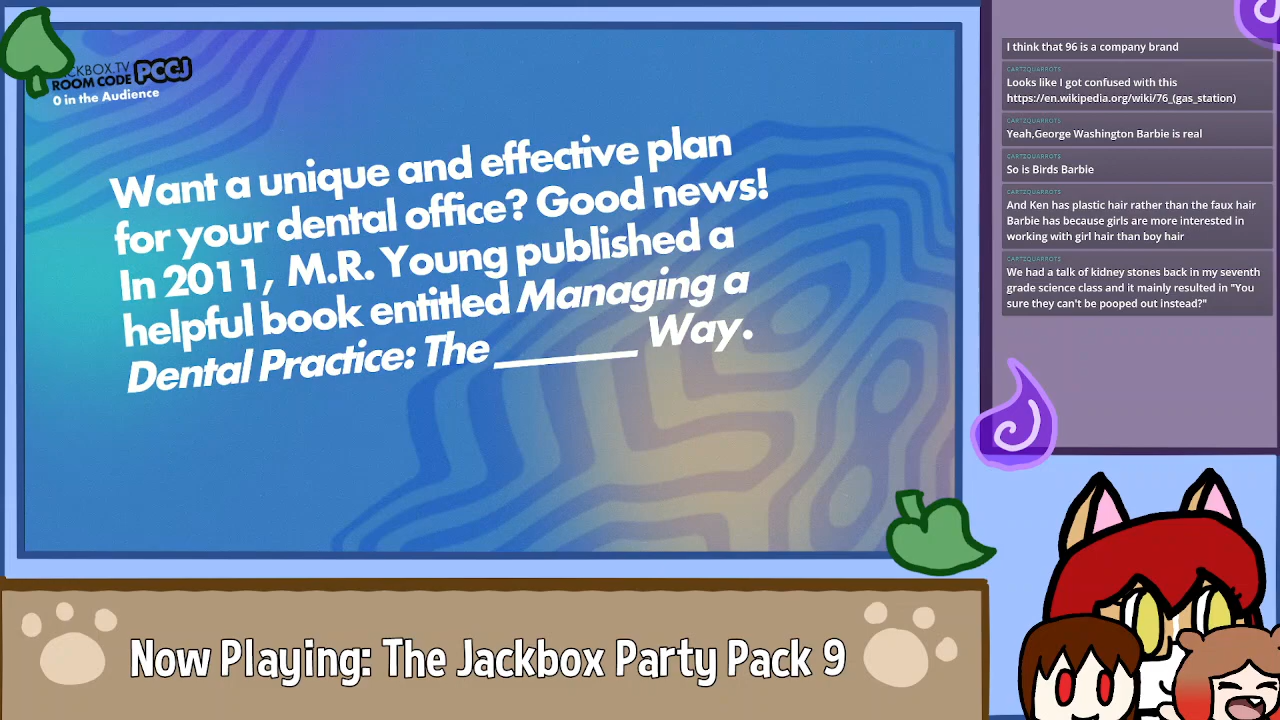 JACKBOX.TV
ROOM CODE PCCJ
0 in the Audience
Want a unique and effective plan
for your dental office? Good news!
In 2011, M.R. Young published a
helpful book entitled Managing a
Dental Practice: The ________ Way.
I think that 96 is a company brand
CARTZQUARROTS
Looks like I got confused with this
https://en.wikipedia.org/wiki/76_(gas_station)
CARTZQUARROTS
Yeah,George Washington Barbie is real
CARTZQUARROTS
So is Birds Barbie
CARTZQUARROTS
And Ken has plastic hair rather than the faux hair
Barbie has because girls are more interested in
working with girl hair than boy hair
CARTZQUARROTS
We had a talk of kidney stones back in my seventh
grade science class and it mainly resulted in "You
sure they can't be pooped out instead?"
Now Playing: The Jackbox Party Pack 9